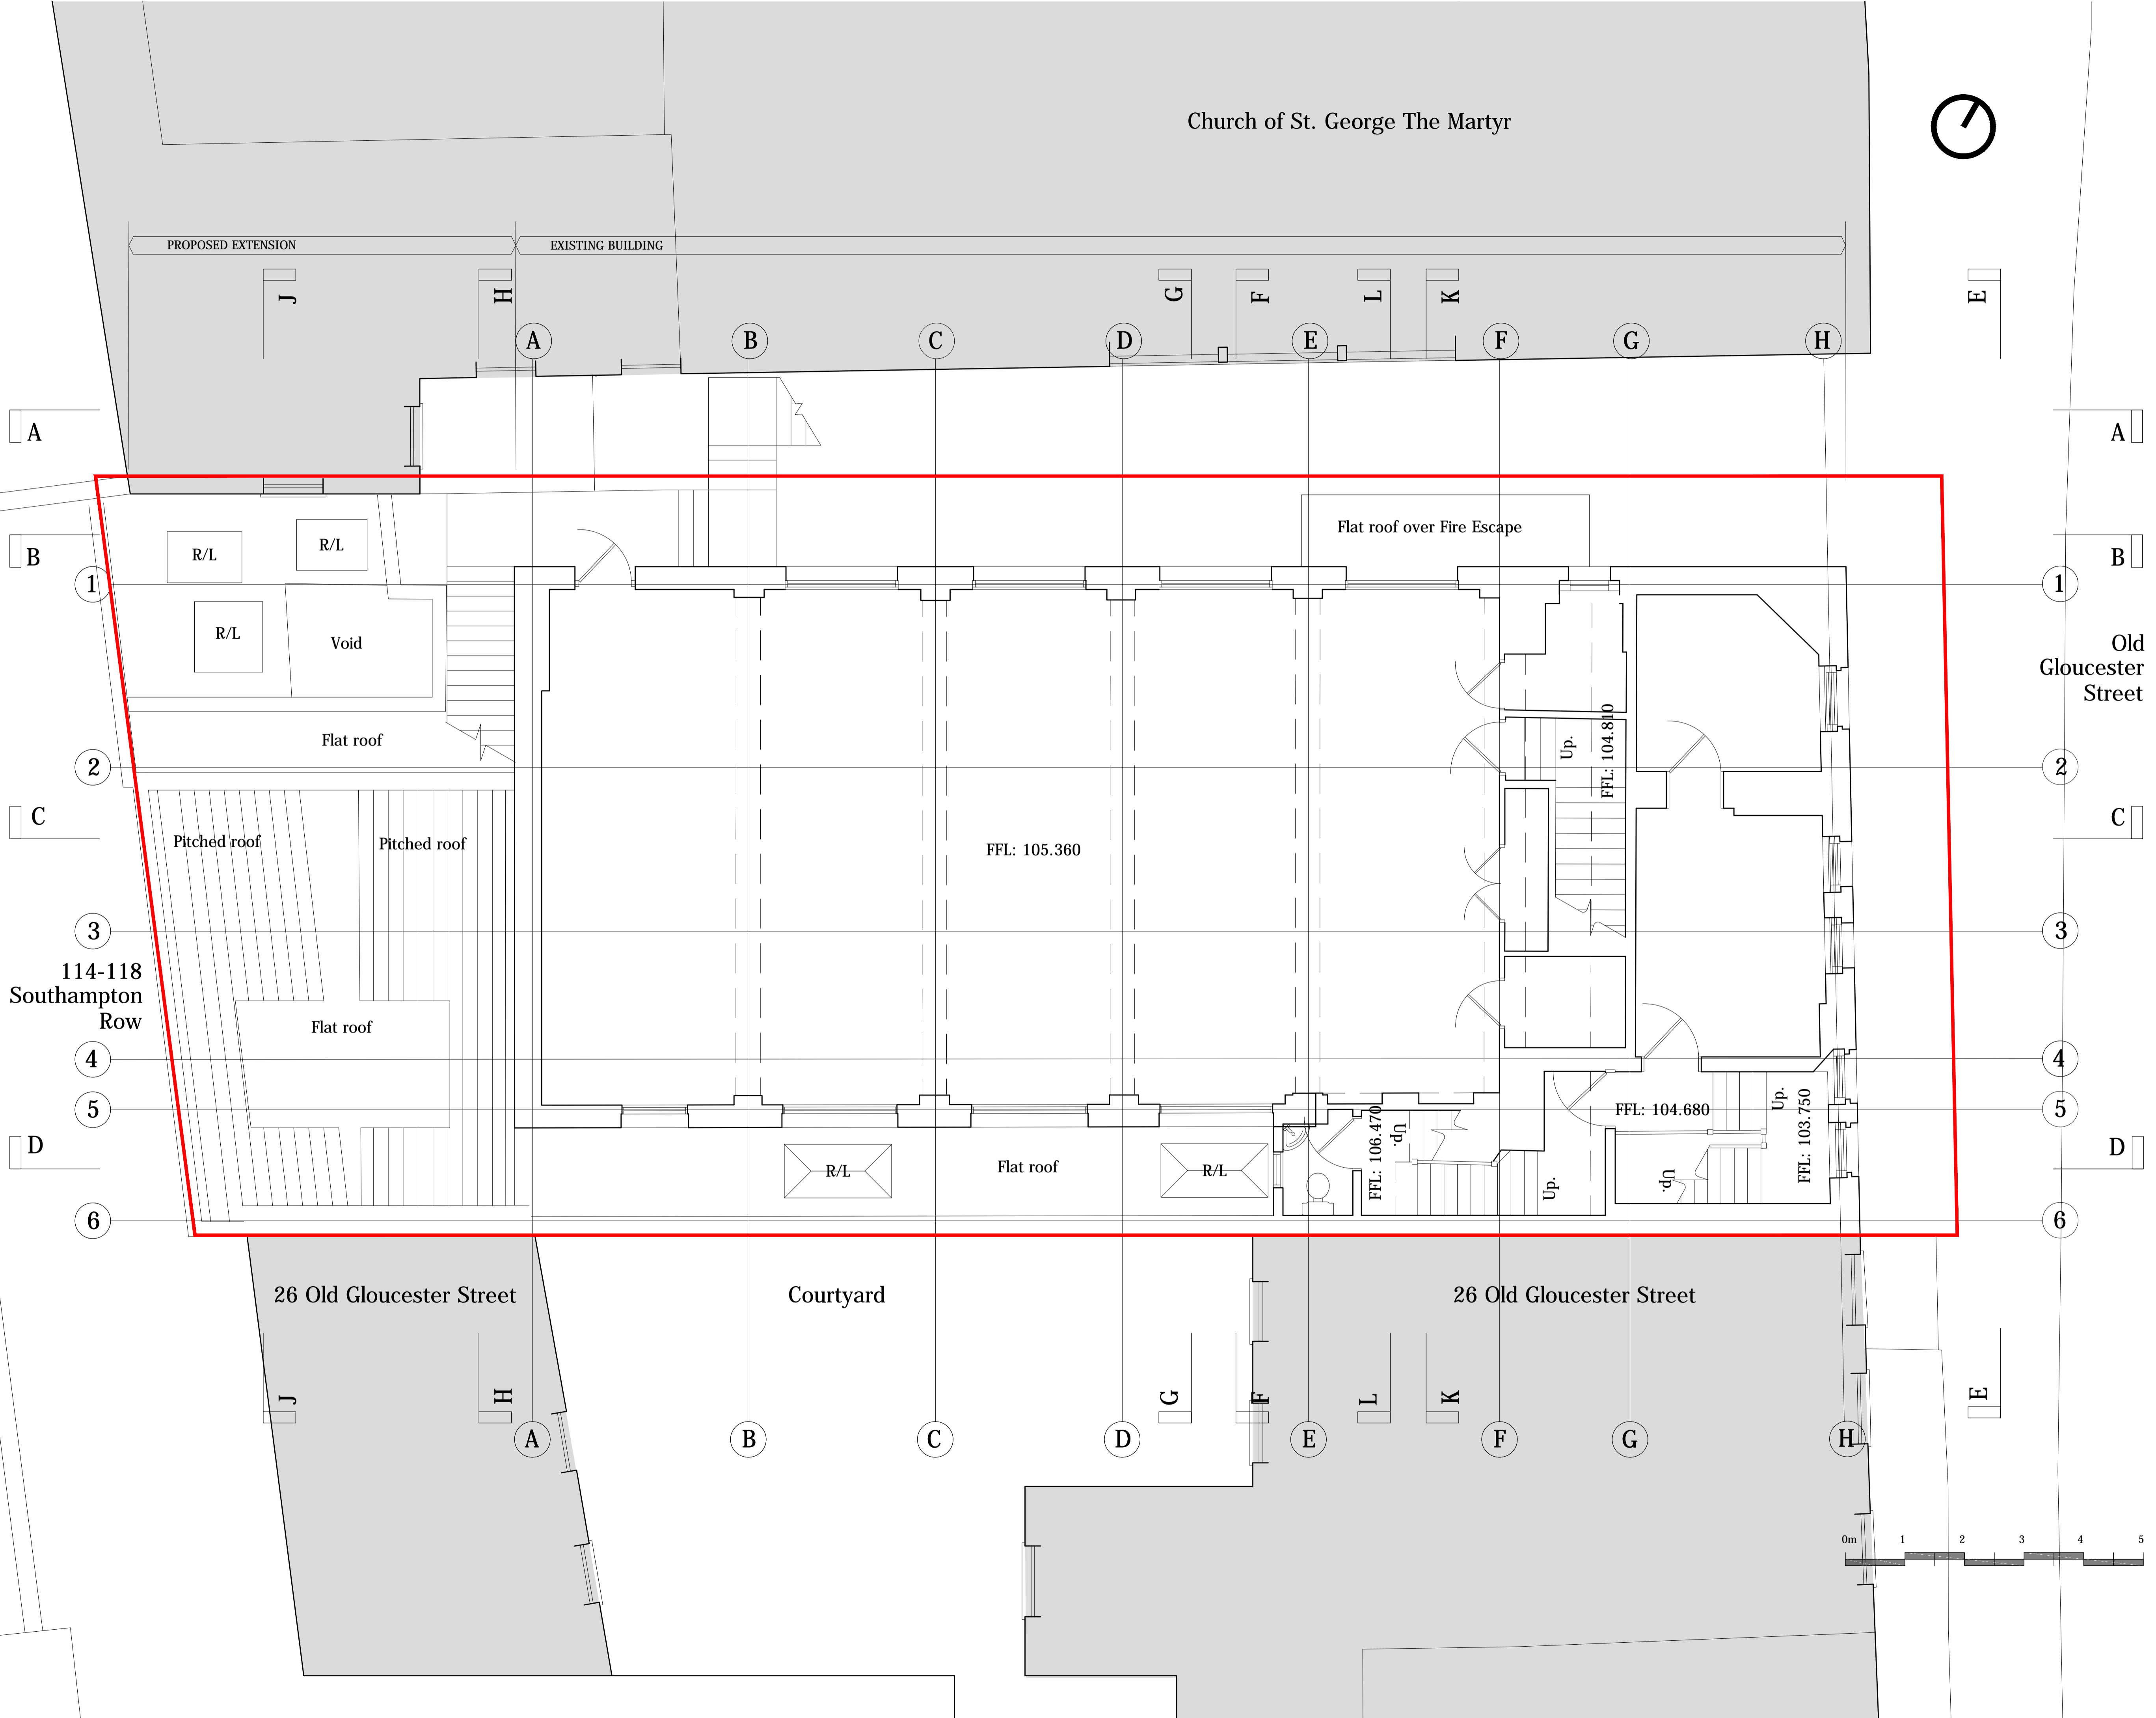 Church of St. George The Martyr
PROPOSED EXTENSION
EXISTING BUILDING
J
H
G
F
L
K
E
A
B
C
D
E
F
G
H
A
A
Flat roof over Fire Escape
B
B
R/L
R/L
1
1
R/L
Void
Old
Gloucester
Street
Flat roof
Up.
FFL: 104.810
2
2
C
C
Pitched roof
Pitched roof
FFL: 105.360
3
3
114-118
Southampton
Row
Flat roof
4
4
5
5
FFL: 104.680
Up.
FFL: 103.750
FFL: 106.470
Up.
D
D
R/L
Flat roof
R/L
Up.
Up.
6
6
26 Old Gloucester Street
Courtyard
26 Old Gloucester Street
J
H
G
F
L
K
E
A
B
C
D
E
F
G
H
0m 1 2 3 4 5